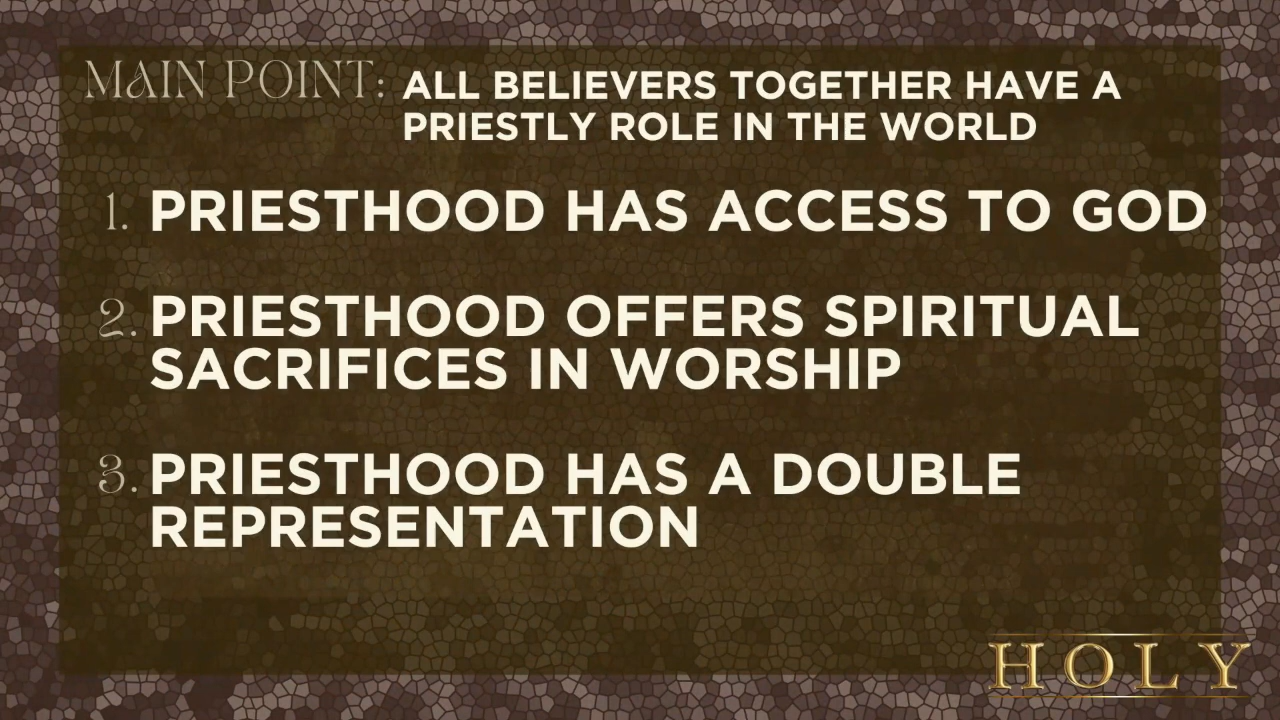 MAIN POINT: ALL BELIEVERS TOGETHER HAVE A
PRIESTLY ROLE IN THE WORLD
1. PRIESTHOOD HAS ACCESS TO GOD
2. PRIESTHOOD OFFERS SPIRITUAL
SACRIFICES IN WORSHIP
3. PRIESTHOOD HAS A DOUBLE
REPRESENTATION
HOLY